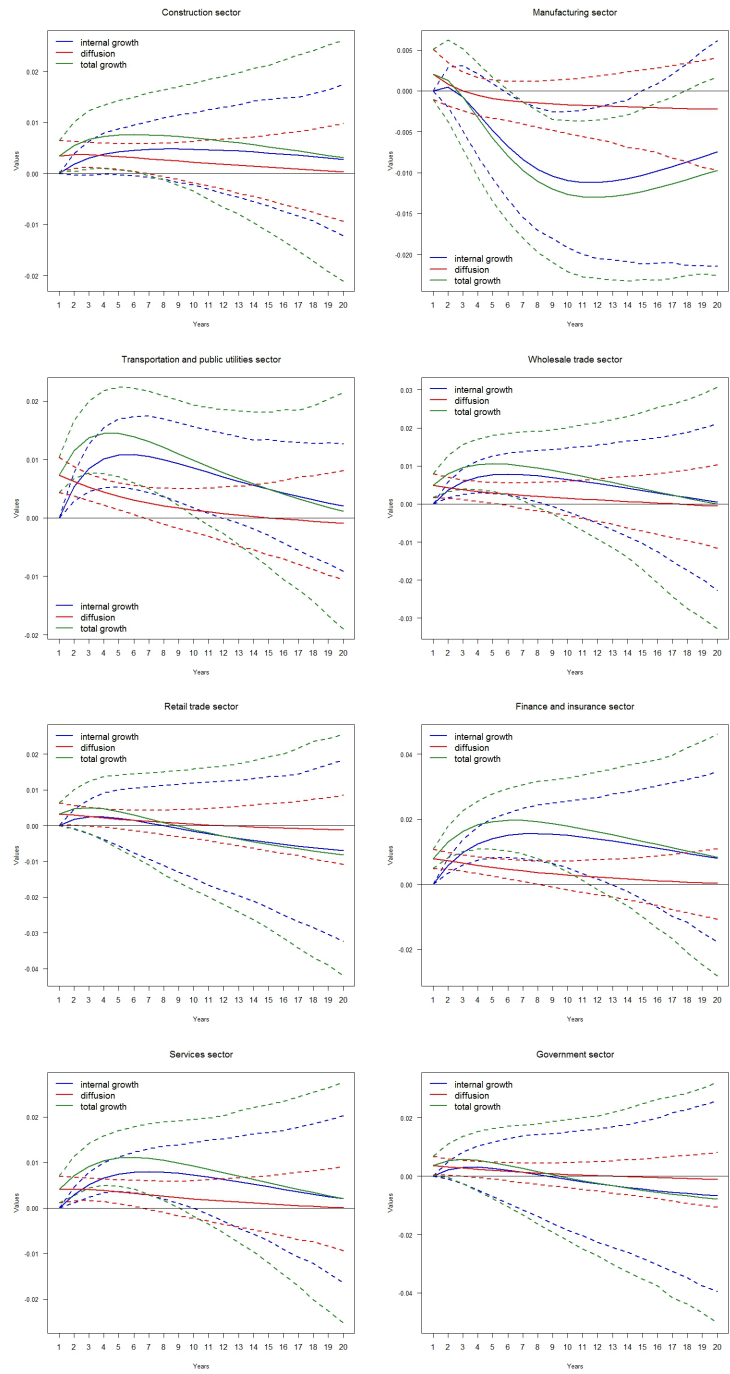 Construction sector
internal growth
diffusion
total growth
0.02
0.01
0.00
-0.01
-0.02
Values
1 2 3 4 5 6 7 8 9 10 11 12 13 14 15 16 17 18 19 20
Years
Manufacturing sector
0.005
0.000
-0.005
-0.010
-0.015
-0.020
Values
internal growth
diffusion
total growth
1 2 3 4 5 6 7 8 9 10 11 12 13 14 15 16 17 18 19 20
Years
Transportation and public utilities sector
0.02
0.01
0.00
-0.01
-0.02
Values
internal growth
diffusion
total growth
1 2 3 4 5 6 7 8 9 10 11 12 13 14 15 16 17 18 19 20
Years
Wholesale trade sector
internal growth
diffusion
total growth
0.03
0.02
0.01
0.00
-0.01
-0.02
-0.03
Values
1 2 3 4 5 6 7 8 9 10 11 12 13 14 15 16 17 18 19 20
Years
Retail trade sector
internal growth
diffusion
total growth
0.02
0.01
0.00
-0.01
-0.02
-0.03
-0.04
Values
1 2 3 4 5 6 7 8 9 10 11 12 13 14 15 16 17 18 19 20
Years
Finance and insurance sector
internal growth
diffusion
total growth
0.04
0.02
0.00
-0.02
Values
1 2 3 4 5 6 7 8 9 10 11 12 13 14 15 16 17 18 19 20
Years
Services sector
internal growth
diffusion
total growth
0.02
0.01
0.00
-0.01
-0.02
Values
1 2 3 4 5 6 7 8 9 10 11 12 13 14 15 16 17 18 19 20
Years
Government sector
internal growth
diffusion
total growth
0.02
0.00
-0.02
-0.04
Values
1 2 3 4 5 6 7 8 9 10 11 12 13 14 15 16 17 18 19 20
Years